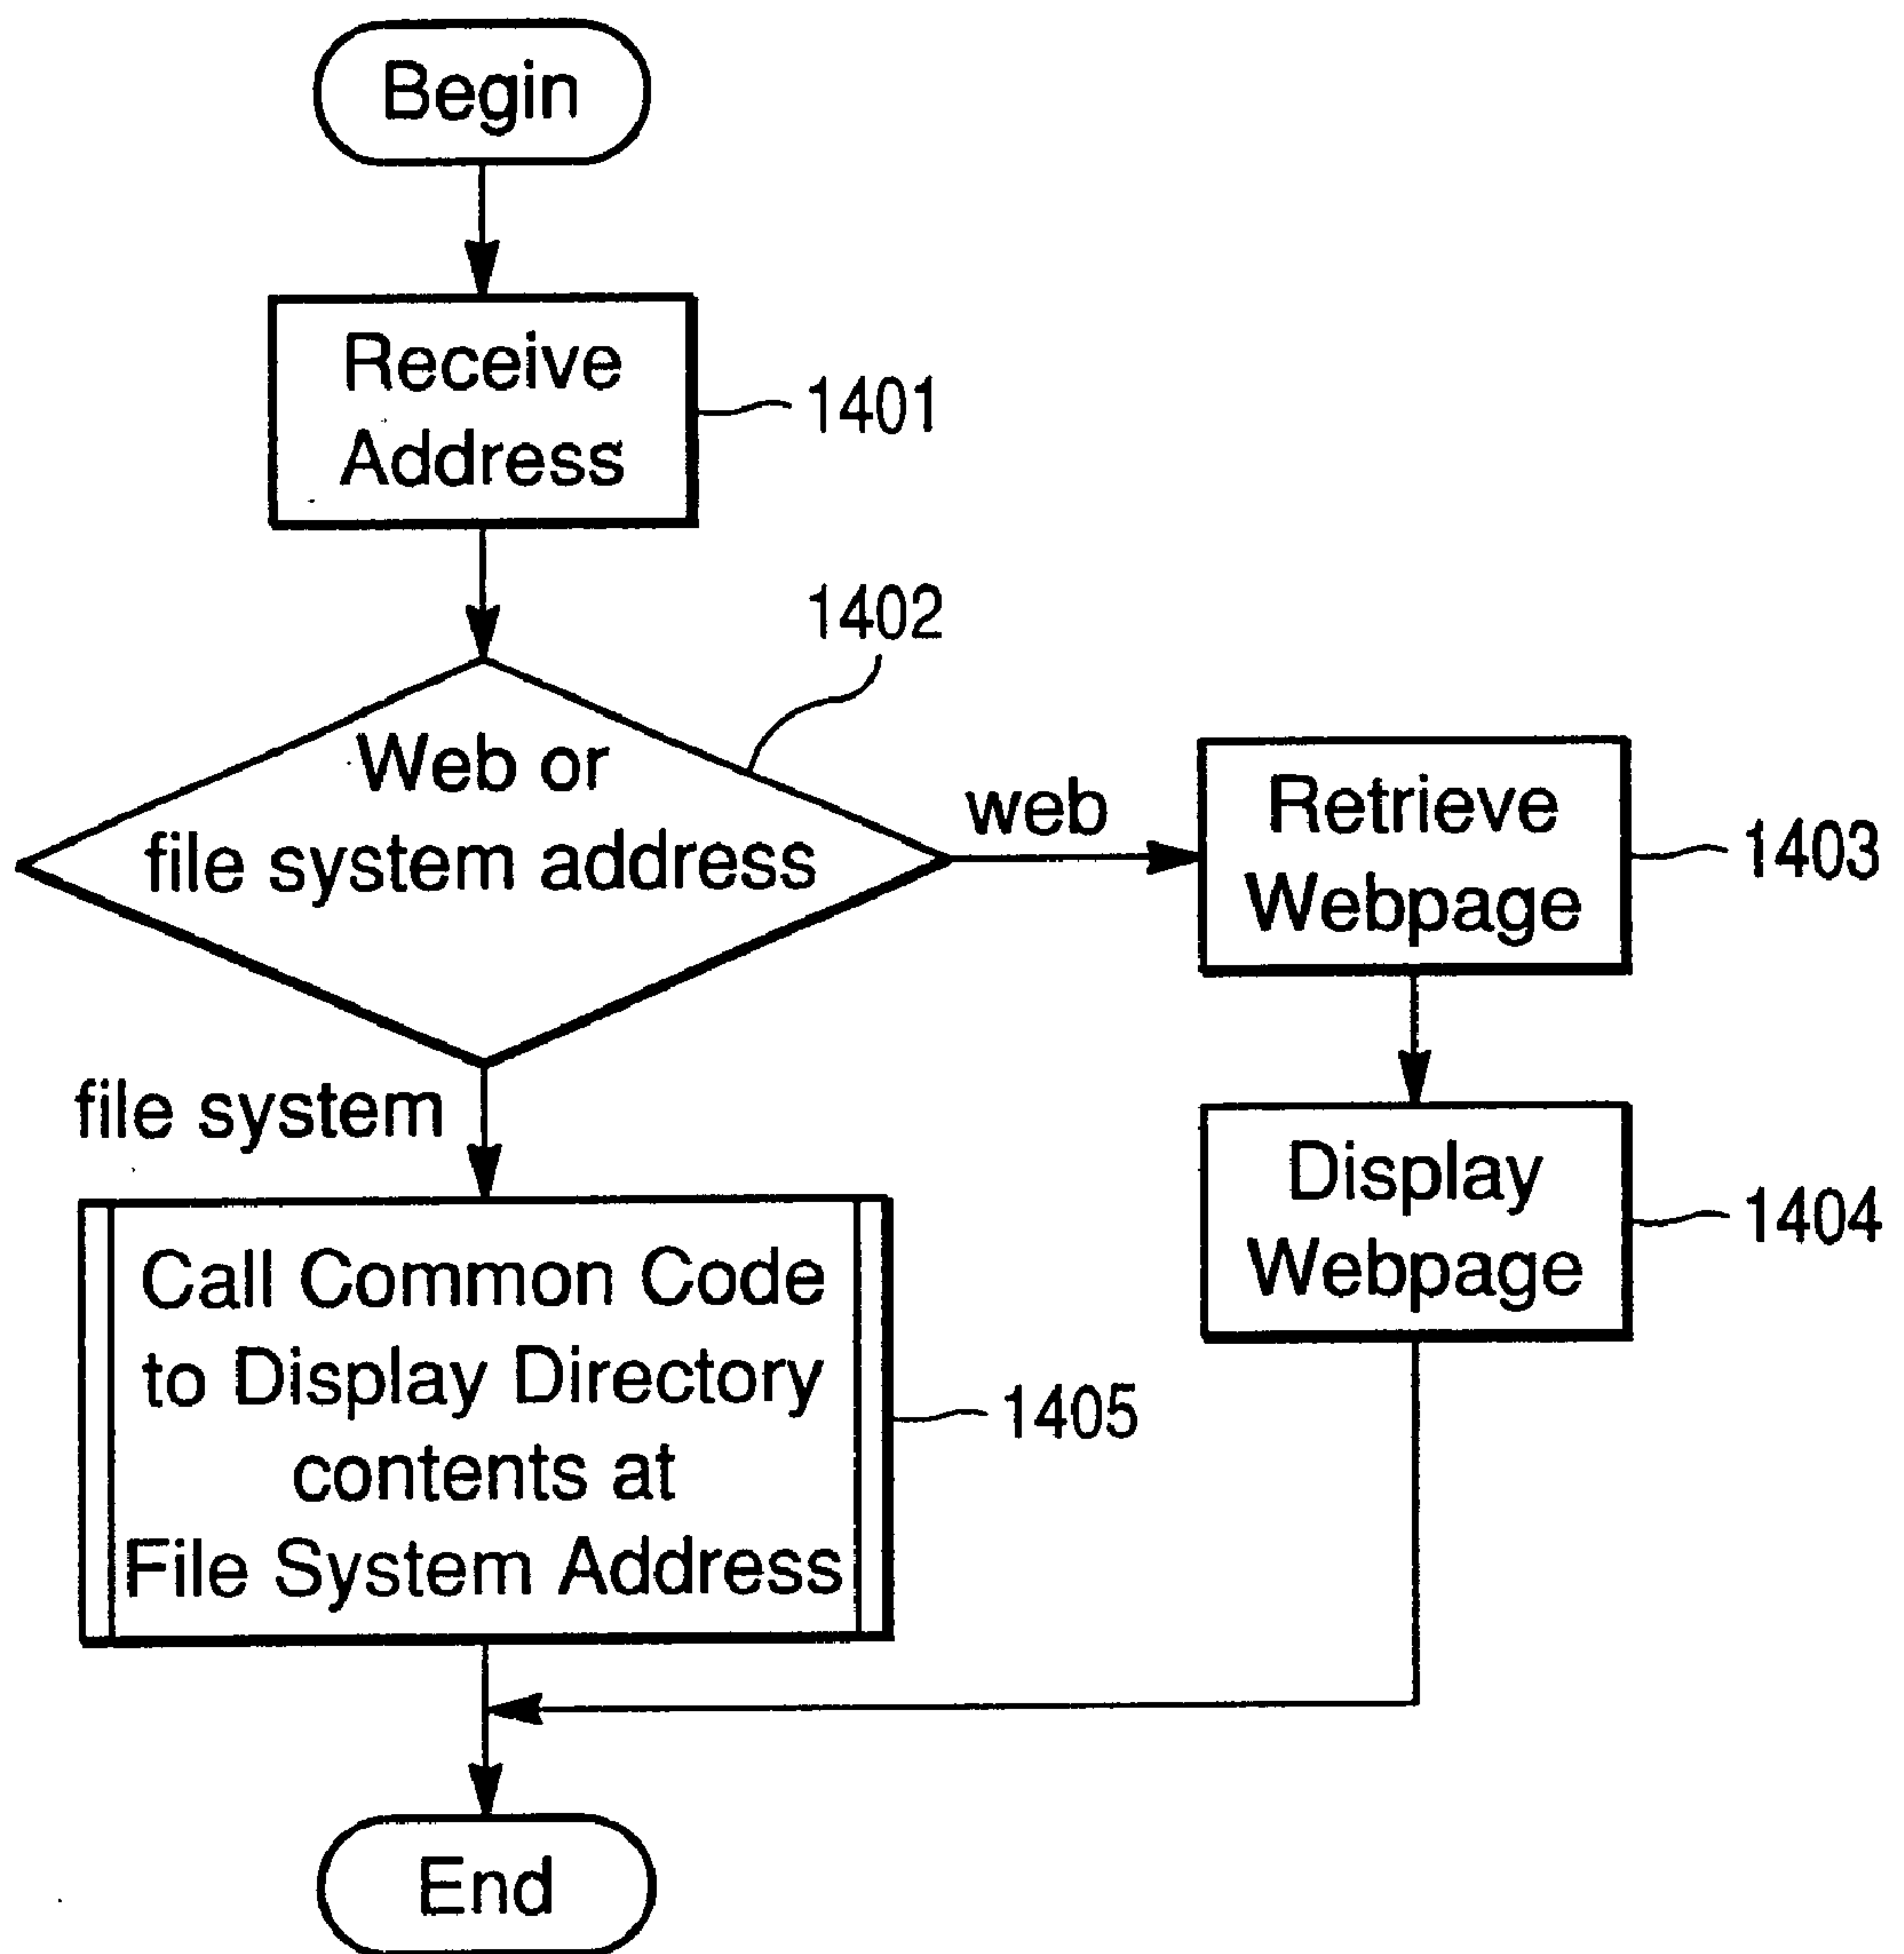 Begin
Receive
Address
1401
1402
Web or
file system address
web
Retrieve
Webpage
1403
file system
Display
Webpage
1404
Call Common Code
to Display Directory
contents at
File System Address
1405
End